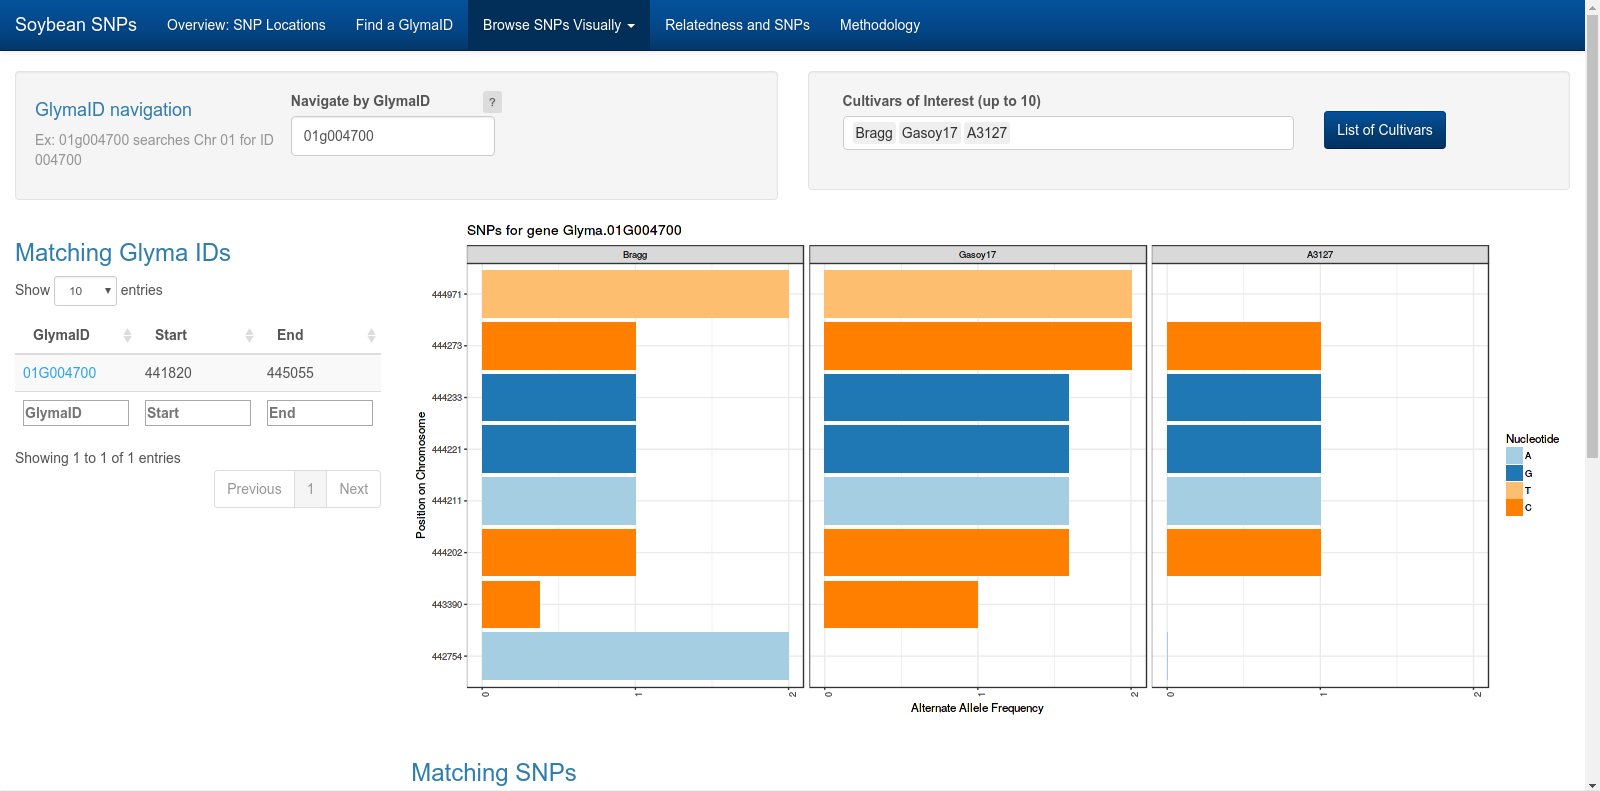 Soybean SNPs Overview: SNP Locations Find a GlymaID Browse SNPs Visually Relatedness and SNPs Methodology
GlymaID navigation
Ex: 01g004700 searches Chr 01 for ID
004700
Navigate by GlymaID ?
01g004700
Cultivars of Interest (up to 10)
Bragg Gasoy17 A3127
List of Cultivars
Matching Glyma IDs
Show 10 entries
GlymaID Start End
01G004700 441820 445055
GlymaID Start End
Showing 1 to 1 of 1 entries
Previous 1 Next
SNPs for gene Glyma.01G004700
Bragg Gasoy17 A3127
Position on Chromosome
444971
444273
444233
444221
444211
444202
443390
442754
0 1 2 0 1 2 0 1 2
Alternate Allele Frequency
Nucleotide
A
G
T
C
Matching SNPs